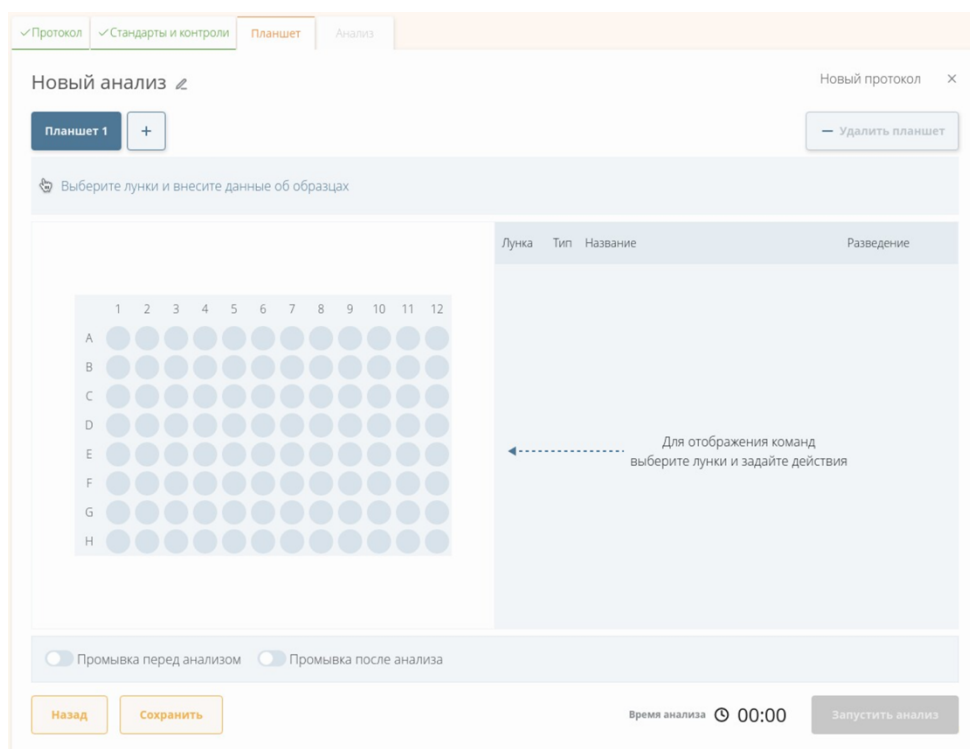 ✓Протокол ✓Стандарты и контроли Планшет Анализ
Новый анализ Новый протокол ×
Планшет 1 + − Удалить планшет
Выберите лунки и внесите данные об образцах
Лунка Тип Название Разведение
1 2 3 4 5 6 7 8 9 10 11 12
A
B
C
D
E
F
G
H
Для отображения команд
выберите лунки и задайте действия
Промывка перед анализом Промывка после анализа
Назад Сохранить Время анализа 00:00 Запустить анализ